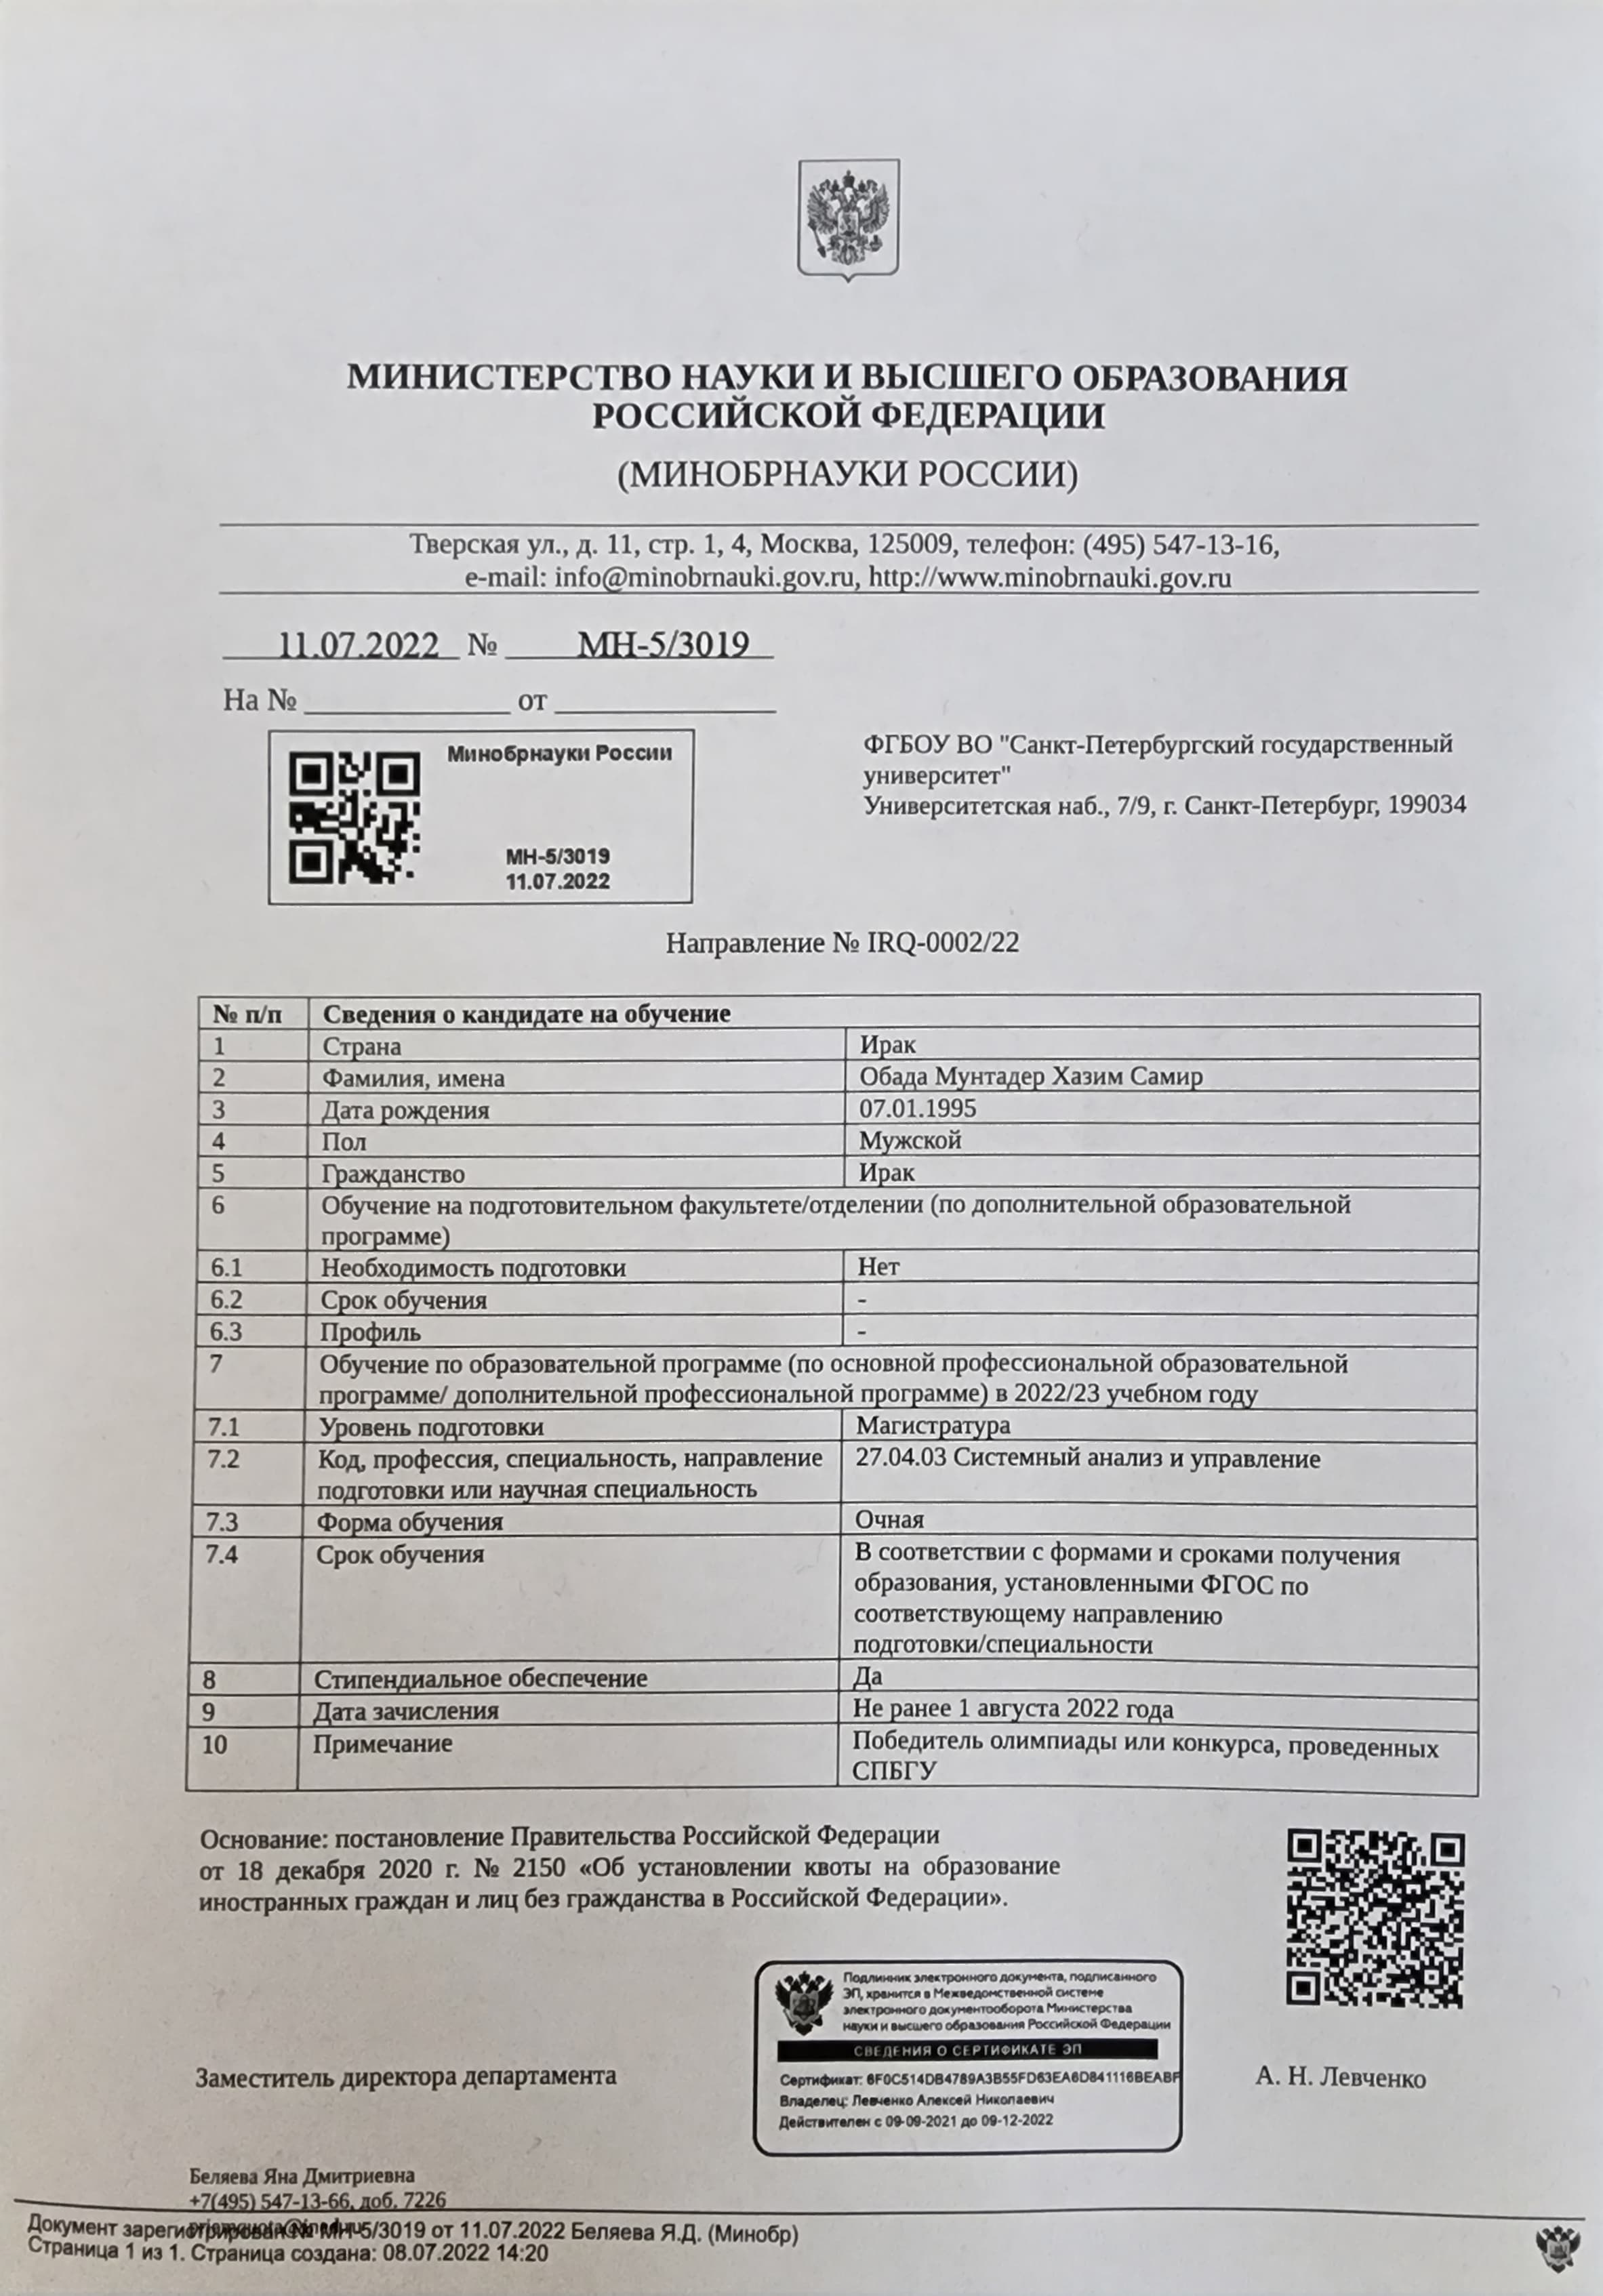 МИНИСТЕРСТВО НАУКИ И ВЫСШЕГО ОБРАЗОВАНИЯ
РОССИЙСКОЙ ФЕДЕРАЦИИ
(МИНОБРНАУКИ РОССИИ)
Тверская ул., д. 11, стр. 1, 4, Москва, 125009, телефон: (495) 547-13-16,
e-mail: info@minobrnauki.gov.ru, http://www.minobrnauki.gov.ru
11.07.2022 № МН-5/3019
На № ____ от ____
Минобрнауки России
МН-5/3019
11.07.2022
ФГБОУ ВО "Санкт-Петербургский государственный
университет"
Университетская наб., 7/9, г. Санкт-Петербург, 199034
Направление № IRQ-0002/22
№ п/п Сведения о кандидате на обучение
1 Страна Ирак
2 Фамилия, имена Обада Мунтадер Хазим Самир
3 Дата рождения 07.01.1995
4 Пол Мужской
5 Гражданство Ирак
6 Обучение на подготовительном факультете/отделении (по дополнительной образовательной
программе)
6.1 Необходимость подготовки Нет
6.2 Срок обучения -
6.3 Профиль -
7 Обучение по образовательной программе (по основной профессиональной образовательной
программе/ дополнительной профессиональной программе) в 2022/23 учебном году
7.1 Уровень подготовки Магистратура
7.2 Код, профессия, специальность, направление 27.04.03 Системный анализ и управление
подготовки или научная специальность
7.3 Форма обучения Очная
7.4 Срок обучения В соответствии с формами и сроками получения
образования, установленными ФГОС по
соответствующему направлению
подготовки/специальности
8 Стипендиальное обеспечение Да
9 Дата зачисления Не ранее 1 августа 2022 года
10 Примечание Победитель олимпиады или конкурса, проведенных
СПБГУ
Основание: постановление Правительства Российской Федерации
от 18 декабря 2020 г. № 2150 «Об установлении квоты на образование
иностранных граждан и лиц без гражданства в Российской Федерации».
Подлинник электронного документа, подписанного
ЭП, хранится в Межведомственной системе
электронного документооборота Министерства
науки и высшего образования Российской Федерации
СВЕДЕНИЯ О СЕРТИФИКАТЕ ЭП
Сертификат: 6F0C514DB4789A3B55FD63EA6D841116BEABF
Владелец: Левченко Алексей Николаевич
Действителен с 09-09-2021 до 09-12-2022
Заместитель директора департамента
А. Н. Левченко
Беляева Яна Дмитриевна
+7(495) 547-13-66, доб. 7226
Документ зарегистрирован № МН-5/3019 от 11.07.2022 Беляева Я.Д. (Минобр)
Страница 1 из 1. Страница создана: 08.07.2022 14:20